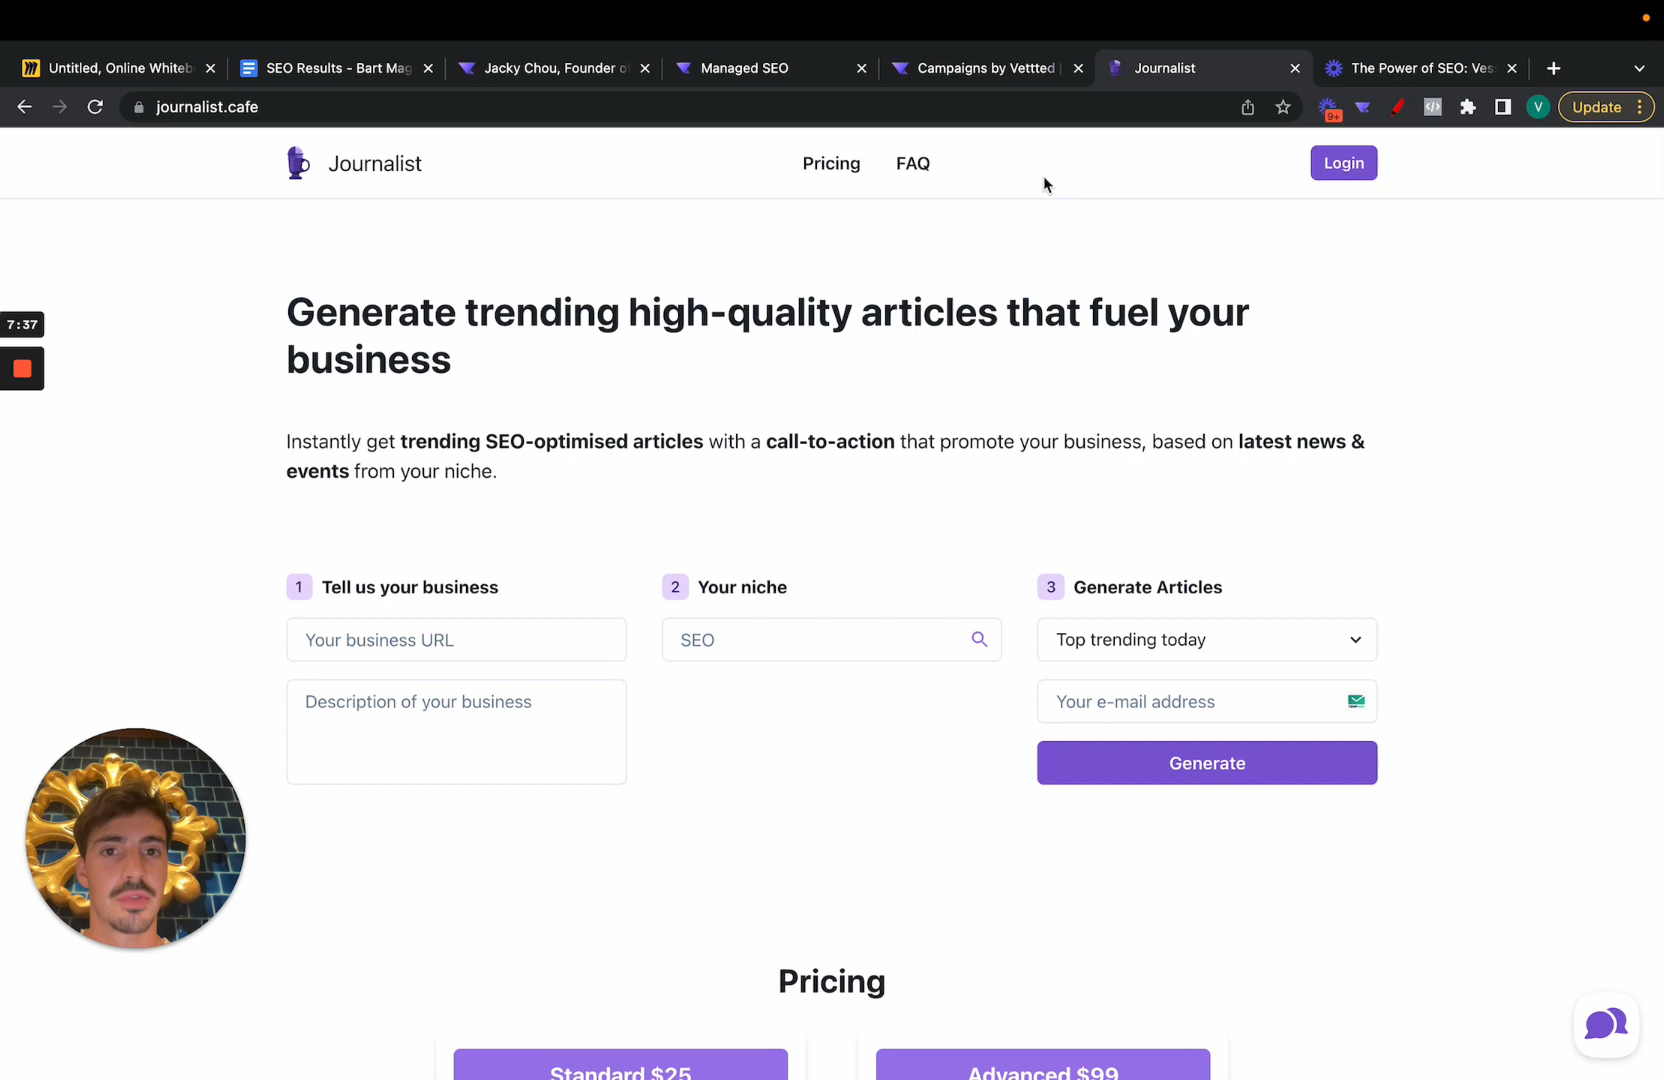 Untitled, Online Whiteb
SEO Results - Bart Mag
Jacky Chou, Founder o
Managed SEO
Campaigns by Vettted
Journalist
The Power of SEO: Ves
journalist.cafe
9+
V
Update
Journalist
Pricing
FAQ
Login
Generate trending high-quality articles that fuel your
business
7:37
Instantly get trending SEO-optimised articles with a call-to-action that promote your business, based on latest news &
events from your niche.
1 Tell us your business
2 Your niche
3 Generate Articles
Your business URL
SEO
Top trending today
Description of your business
Your e-mail address
Generate
Pricing
Standard $25
Advanced $99